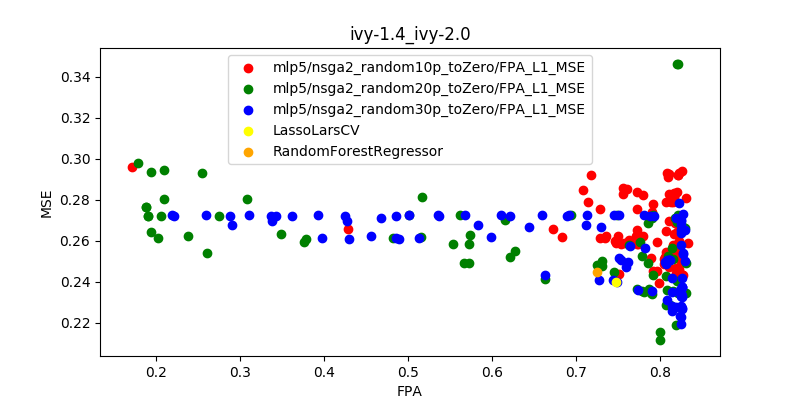 ivy-1.4_ivy-2.0
mlp5/nsga2_random10p_toZero/FPA_L1_MSE
mlp5/nsga2_random20p_toZero/FPA_L1_MSE
mlp5/nsga2_random30p_toZero/FPA_L1_MSE
LassoLarsCV
RandomForestRegressor
MSE
0.34
0.32
0.30
0.28
0.26
0.24
0.22
0.2 0.3 0.4 0.5 0.6 0.7 0.8
FPA